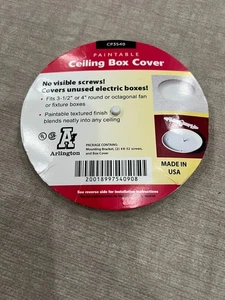 CP3540
PAINTABLE
Ceiling Box Cover
No visible screws!
Covers unused electric boxes!
• Fits 3-1/2" or 4" round or octagonal fan
or fixture boxes
• Paintable textured finish
blends neatly into any ceiling
Arlington
PACKAGE CONTAINS:
Mounting Bracket, (2) #8-32 screws,
and Box Cover
20018997540908
MADE IN
USA
See reverse side for installation instructions